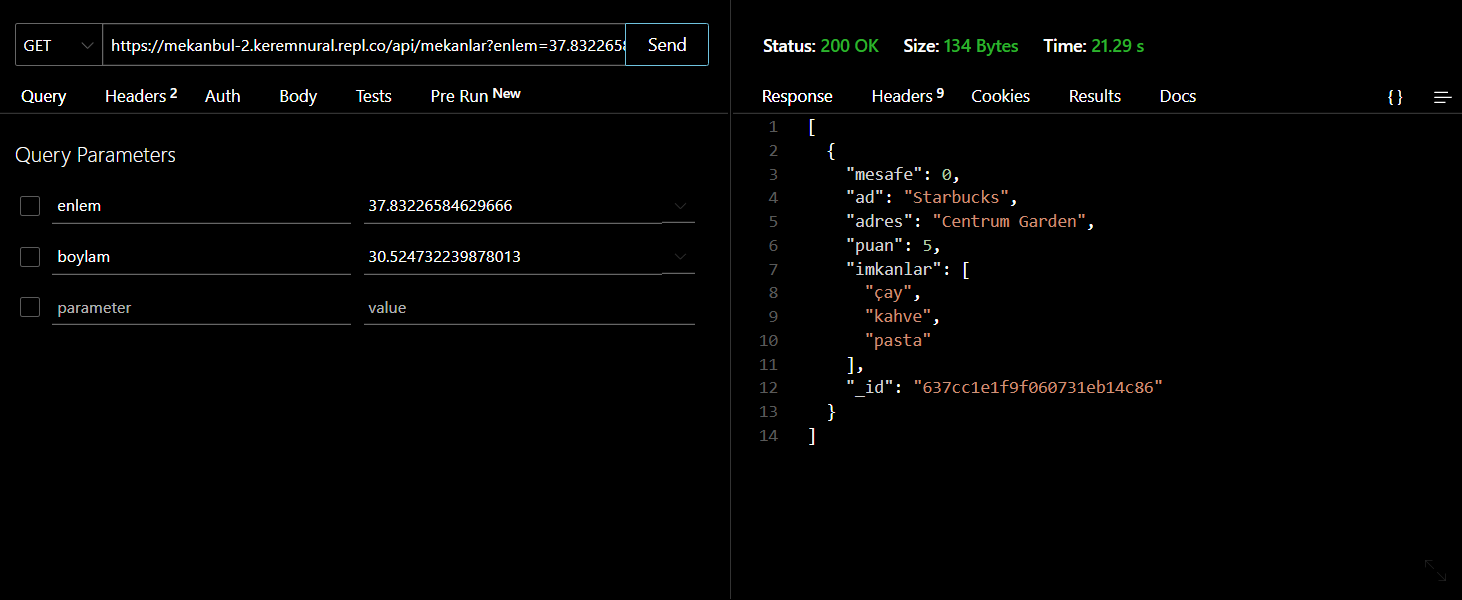 GET https://mekanbul-2.keremnural.repl.co/api/mekanlar?enlem=37.8322658 Send
Query Headers 2 Auth Body Tests Pre Run New
Query Parameters
enlem 37.83226584629666
boylam 30.524732239878013
parameter value
Status: 200 OK Size: 134 Bytes Time: 21.29 s
Response Headers 9 Cookies Results Docs { }
1 [
2 {
3 "mesafe": 0,
4 "ad": "Starbucks",
5 "adres": "Centrum Garden",
6 "puan": 5,
7 "imkanlar": [
8 "çay",
9 "kahve",
10 "pasta"
11 ],
12 "_id": "637cc1e1f9f060731eb14c86"
13 }
14 ]